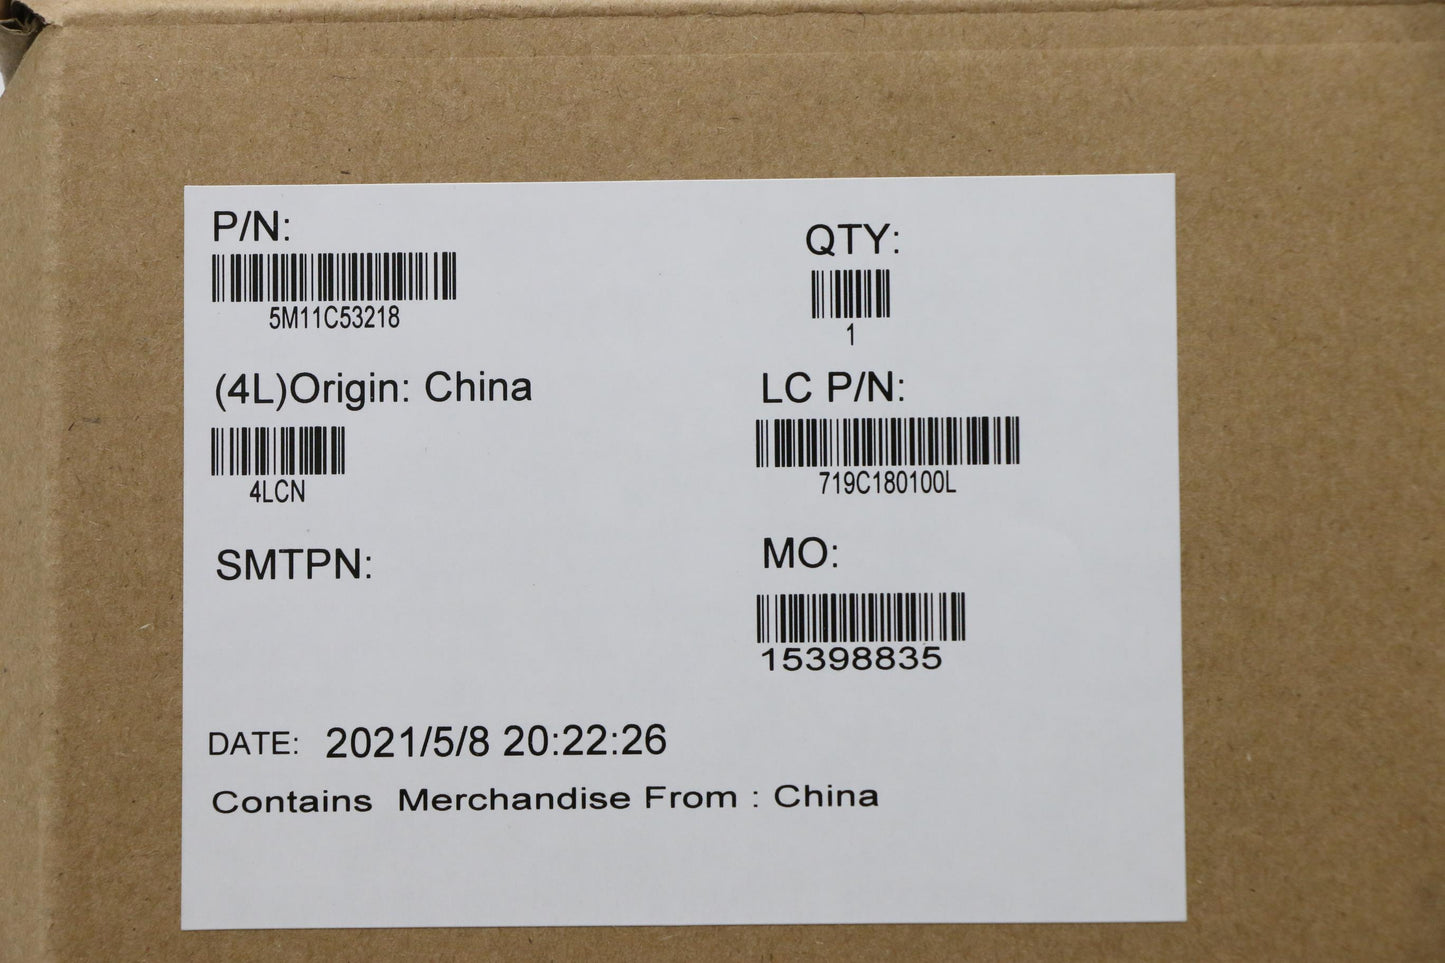 P/N:
5M11C53218
QTY:
1
(4L)Origin: China
4LCN
LC P/N:
719C180100L
SMTPN:
MO:
15398835
DATE: 2021/5/8 20:22:26
Contains Merchandise From : China